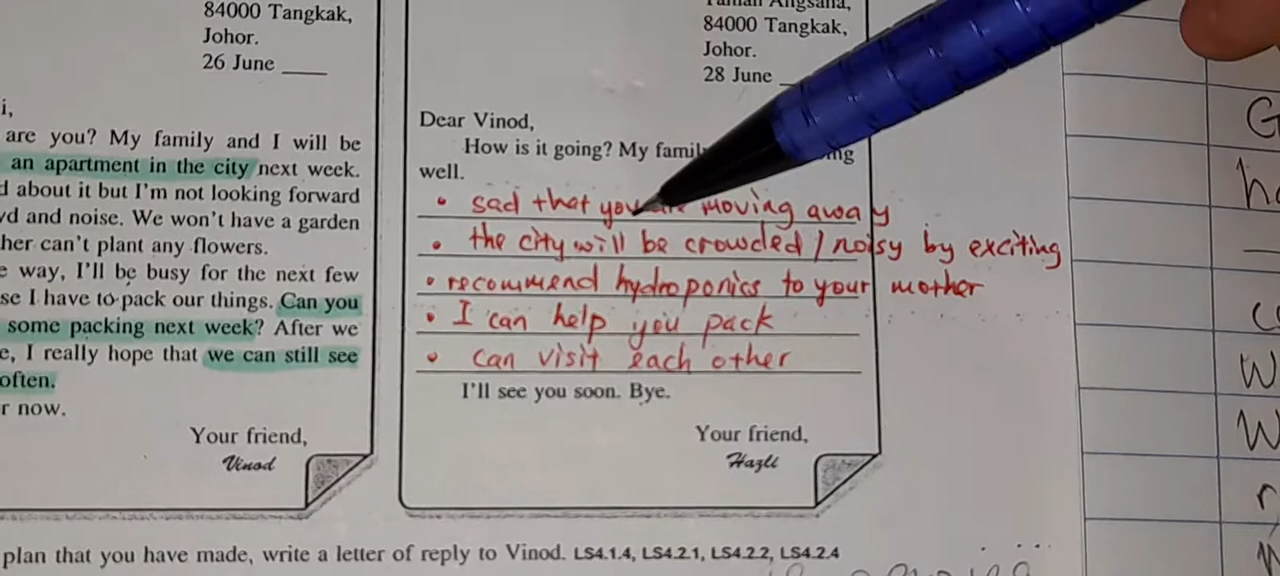 84000 Tangkak,
Johor.
26 June ____
i,
are you? My family and I will be
an apartment in the city next week.
d about it but I'm not looking forward
d and noise. We won't have a garden
her can't plant any flowers.
e way, I'll be busy for the next few
se I have to pack our things. Can you
some packing next week? After we
e, I really hope that we can still see
often.
r now.
Your friend,
Vinod
84000 Tangkak,
Johor.
28 June
Dear Vinod,
How is it going? My
well.
• sad that you are moving away
• the city will be crowded / noisy by exciting
• recommend hydroponics to your mother
• I can help you pack
• can visit each other
I'll see you soon. Bye.
Your friend,
Hazli
plan that you have made, write a letter of reply to Vinod. LS4.1.4, LS4.2.1, LS4.2.2, LS4.2.4